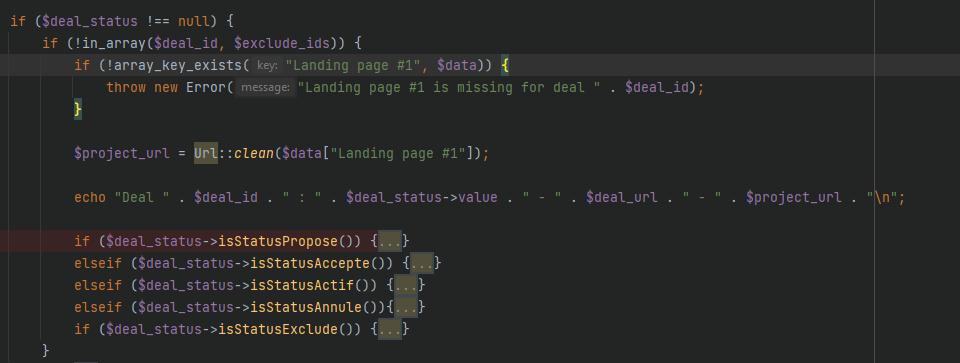 if ($deal_status !== null) {
if (!in_array($deal_id, $exclude_ids)) {
if (!array_key_exists( key: "Landing page #1", $data)) {
throw new Error( message: "Landing page #1 is missing for deal " . $deal_id);
}
$project_url = Url::clean($data["Landing page #1"]);
echo "Deal " . $deal_id . " : " . $deal_status->value . " - " . $deal_url . " - " . $project_url . "\n";
if ($deal_status->isStatusPropose()) {...}
elseif ($deal_status->isStatusAccepte()) {...}
elseif ($deal_status->isStatusActif()) {...}
elseif ($deal_status->isStatusAnnule()){...}
if ($deal_status->isStatusExclude()) {...}
}